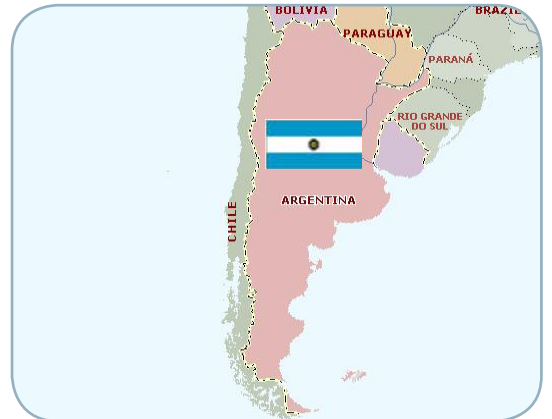 BOLIVIA
BRAZIL
PARAGUAY
PARANÁ
RIO GRANDE
DO SUL
ARGENTINA
CHILE